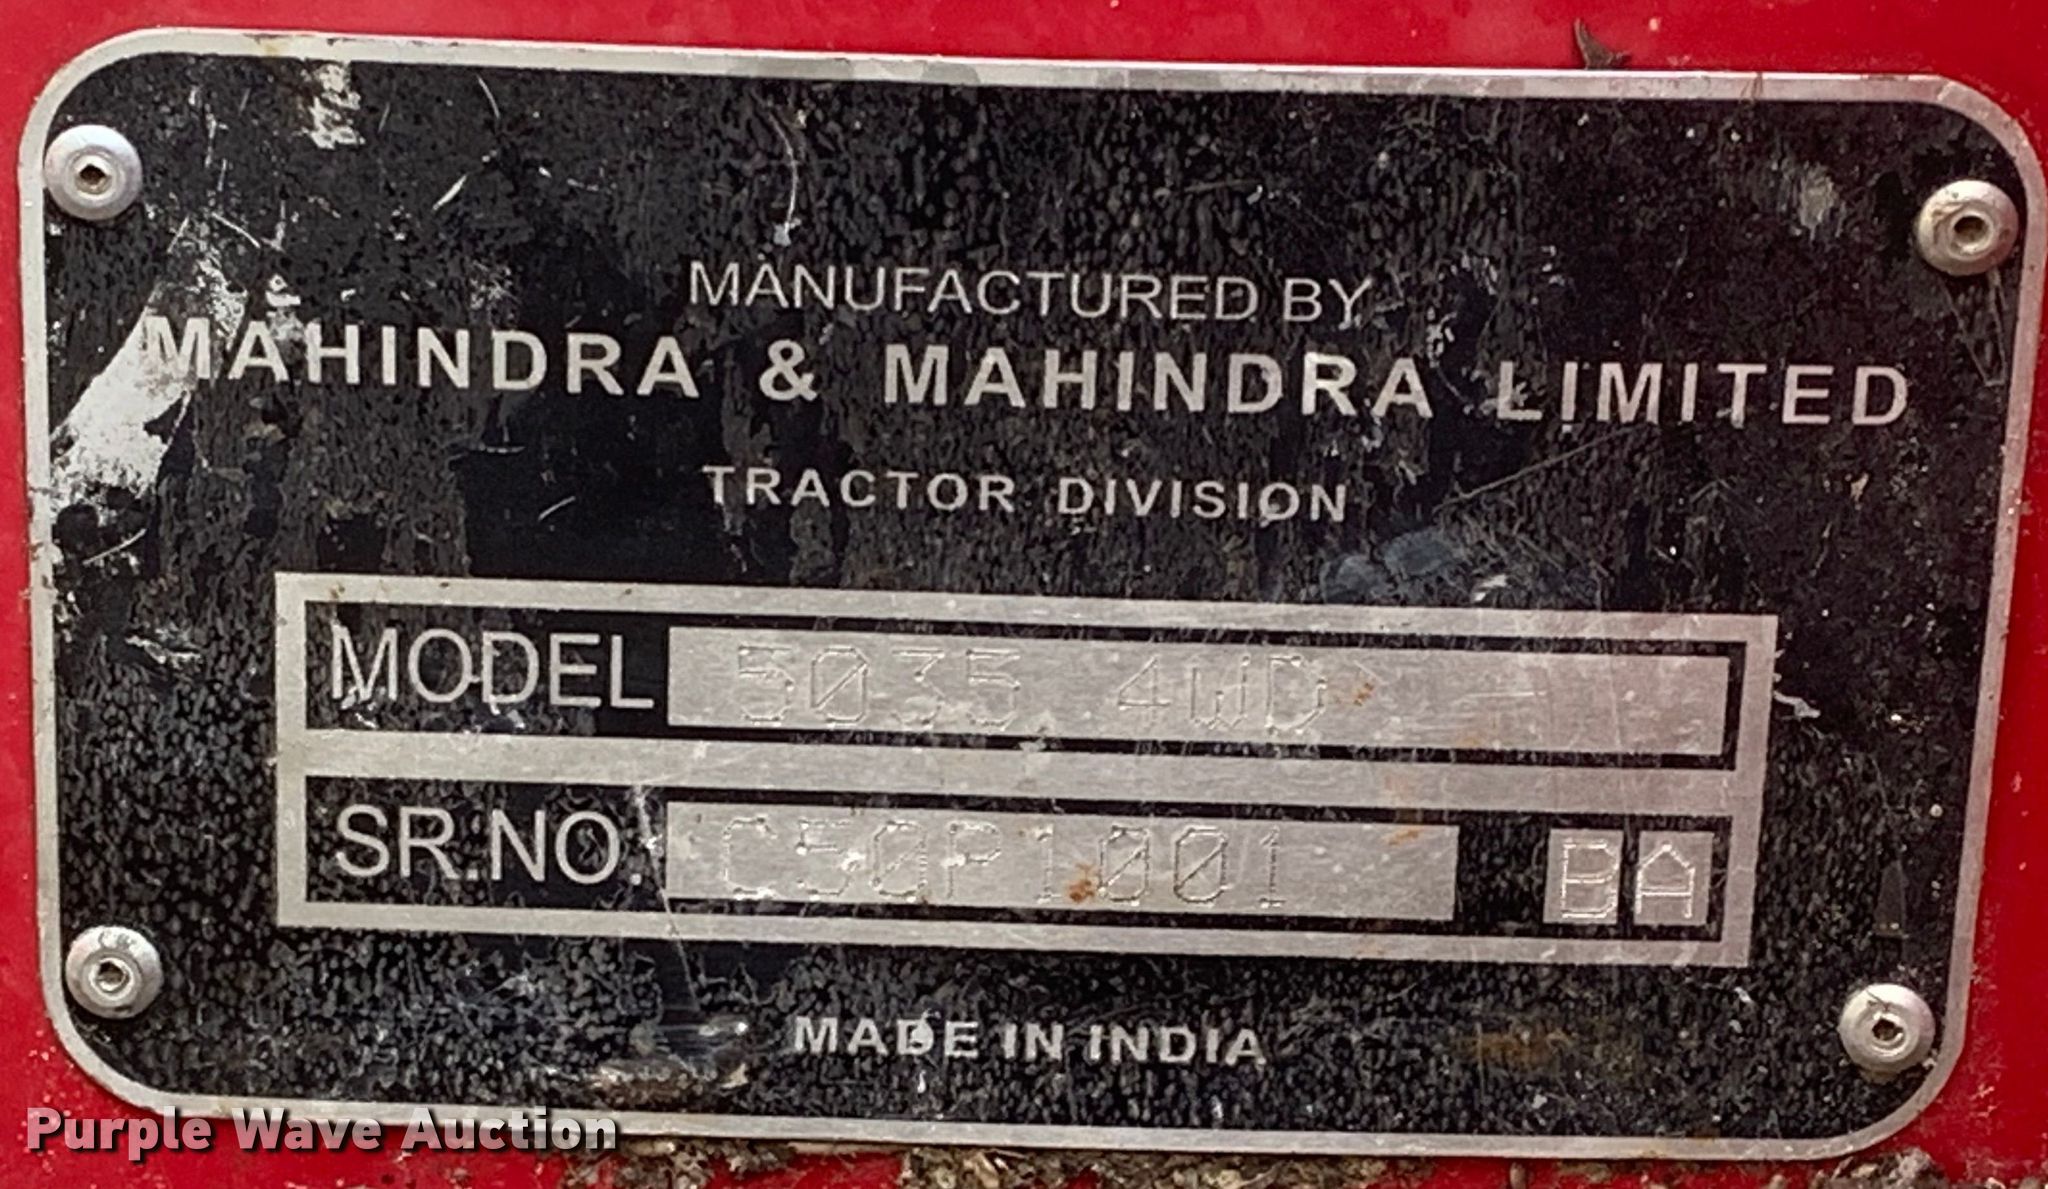 MANUFACTURED BY
MAHINDRA & MAHINDRA LIMITED
TRACTOR DIVISION
MODEL 5035 4WD -
SR.NO. C50P1001 BA
MADE IN INDIA
Purple Wave Auction